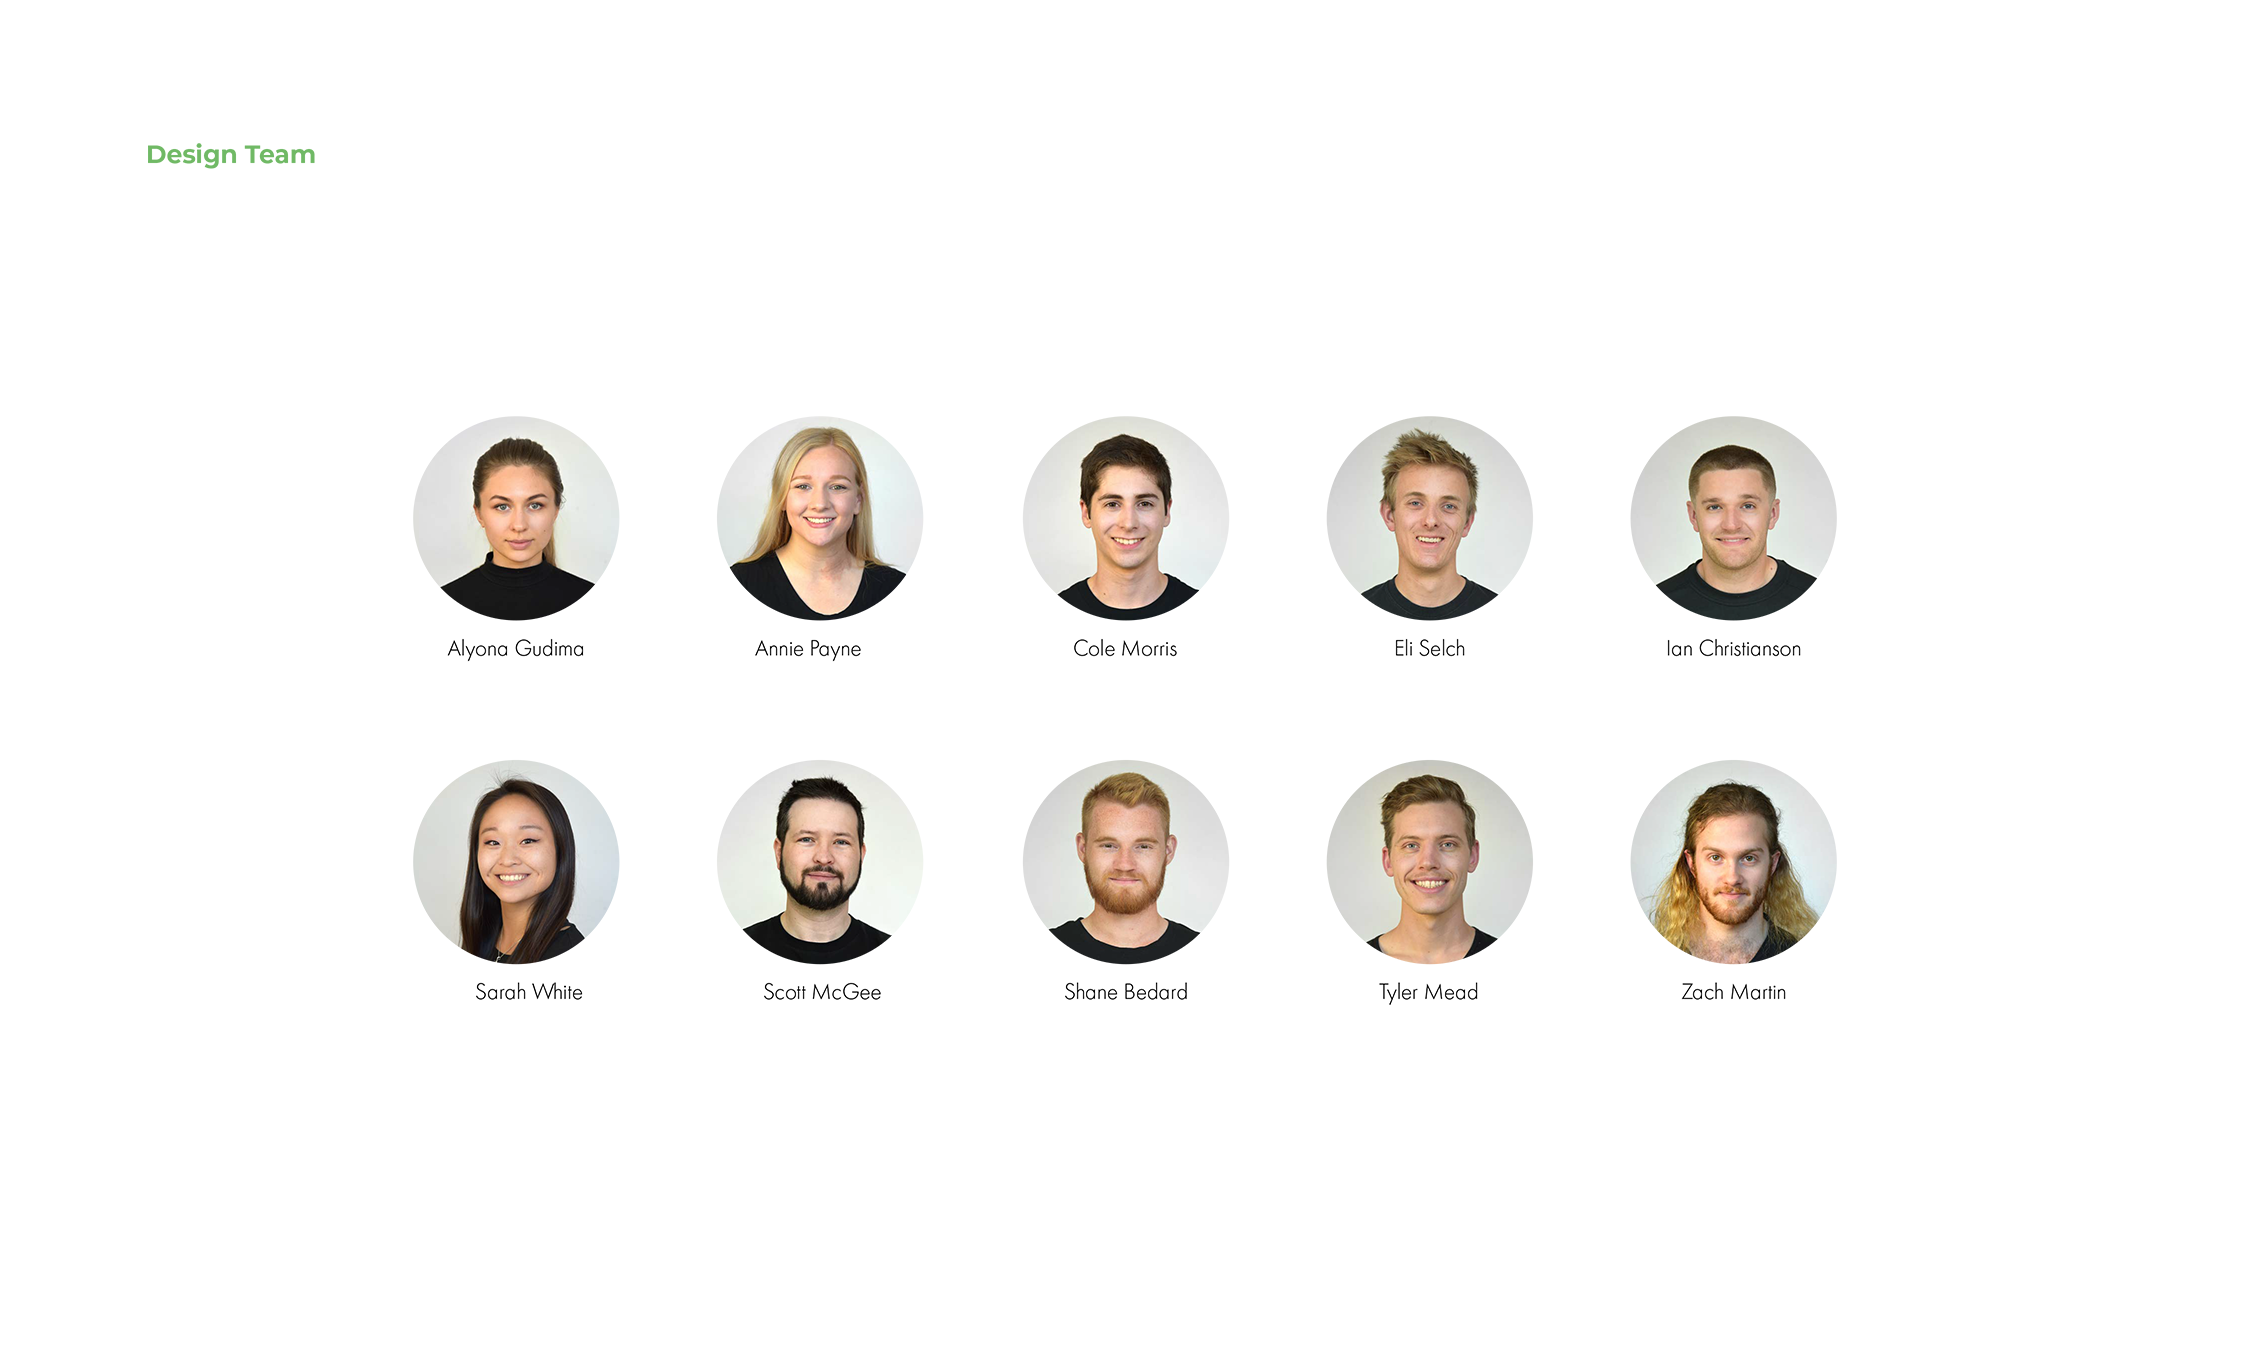 Design Team
Alyona Gudima
Annie Payne
Cole Morris
Eli Selch
Ian Christianson
Sarah White
Scott McGee
Shane Bedard
Tyler Mead
Zach Martin